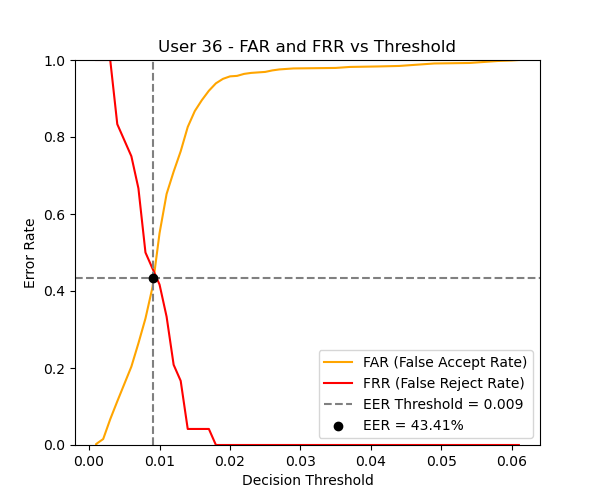 User 36 - FAR and FRR vs Threshold
1.0
0.8
0.6
0.4
0.2
0.0
Error Rate
FAR (False Accept Rate)
FRR (False Reject Rate)
EER Threshold = 0.009
EER = 43.41%
0.00 0.01 0.02 0.03 0.04 0.05 0.06
Decision Threshold